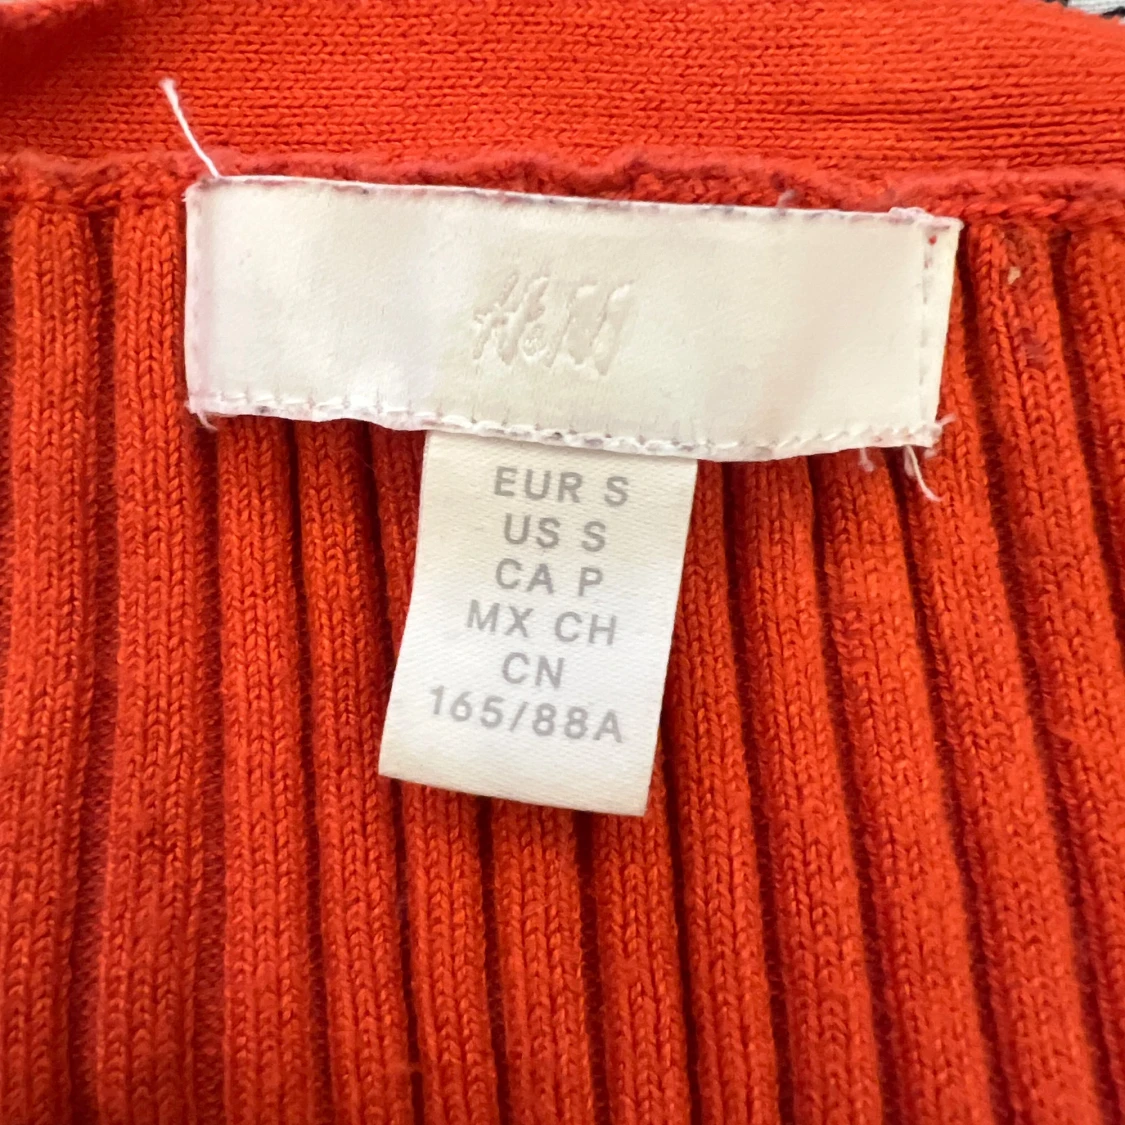 H&M
EUR S
US S
CA P
MX CH
CN
165/88A